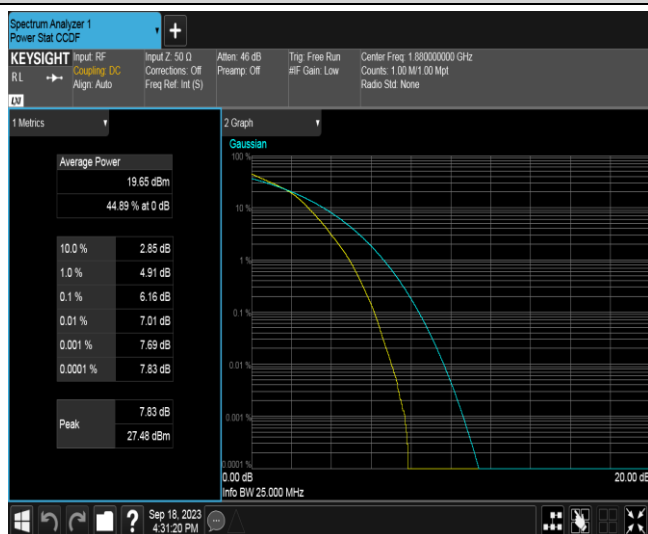 Spectrum Analyzer 1
Power Stat CCDF
+
KEYSIGHT
RL
LXI
Input: RF
Coupling: DC
Align: Auto
Input Z: 50 Ω
Corrections: Off
Freq Ref: Int (S)
Atten: 46 dB
Preamp: Off
Trig: Free Run
#IF Gain: Low
Center Freq: 1.880000000 GHz
Counts: 1.00 M/1.00 Mpt
Radio Std: None
1 Metrics
Average Power
19.65 dBm
44.89 % at 0 dB
10.0 % 2.85 dB
1.0 % 4.91 dB
0.1 % 6.16 dB
0.01 % 7.01 dB
0.001 % 7.69 dB
0.0001 % 7.83 dB
Peak
7.83 dB
27.48 dBm
2 Graph
Gaussian
100 %
10 %
1 %
0.1 %
0.01 %
0.001 %
0.0001 %
0.00 dB
20.00 dB
Info BW 25.000 MHz
?
Sep 18, 2023
4:31:20 PM